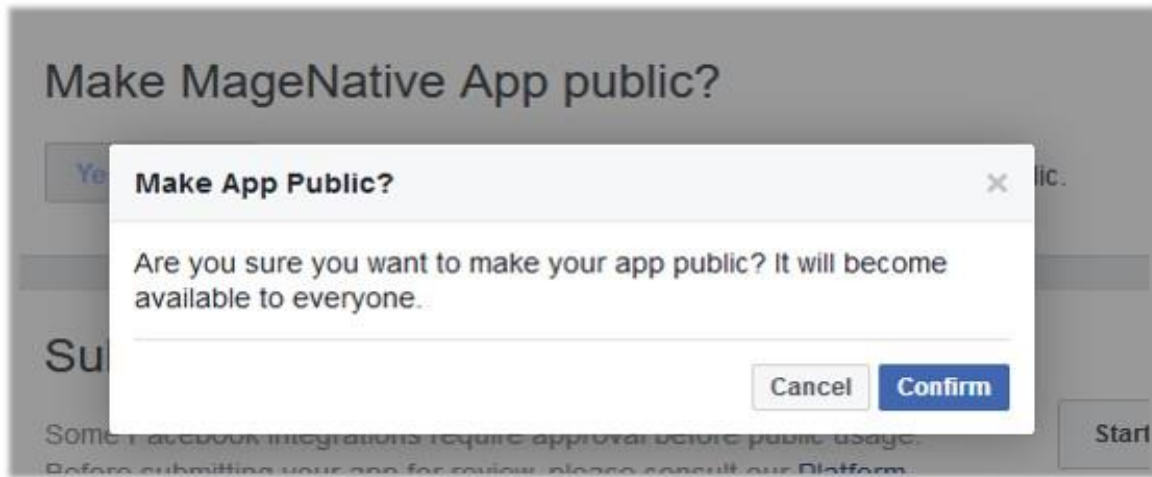 Make MageNative App public?
Ye
lic.
Make App Public?
×
Are you sure you want to make your app public? It will become
available to everyone.
Su
Cancel Confirm
Some Facebook integrations require approval before public usage.
Start
Before submitting your app for review, please consult our Platform